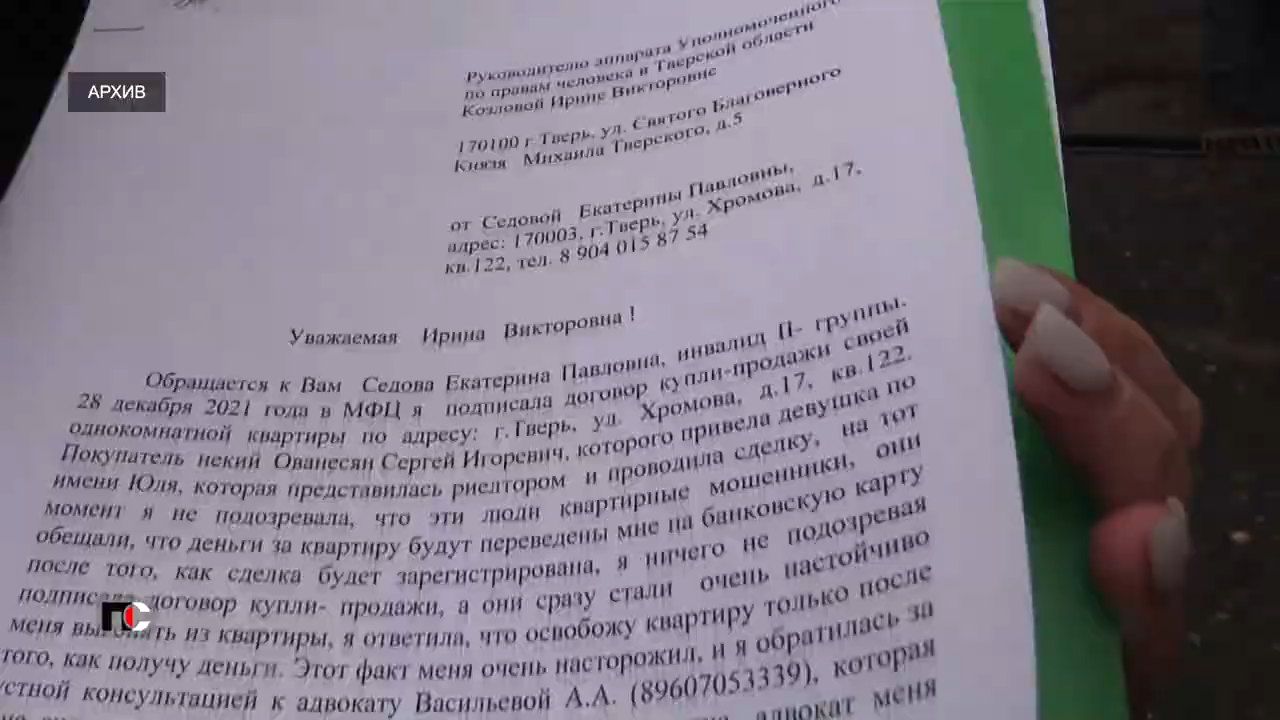 АРХИВ
Руководителю аппарата Уполномоченного
по правам человека в Тверской области
Козловой Ирине Викторовне
170100 г.Тверь, ул. Святого Благоверного
Князя Михаила Тверского, д.5
от Седовой Екатерины Павловны,
адрес: 170003, г.Тверь, ул. Хромова, д.17,
кв.122, тел. 8 904 015 87 54
Уважаемая Ирина Викторовна !
Обращается к Вам Седова Екатерина Павловна, инвалид II- группы.
28 декабря 2021 года в МФЦ я подписала договор купли-продажи своей
однокомнатной квартиры по адресу: г.Тверь, ул. Хромова, д.17, кв.122.
Покупатель некий Ованесян Сергей Игоревич, которого привела девушка по
имени Юля, которая представилась риелтором и проводила сделку, на тот
момент я не подозревала, что эти люди квартирные мошенники, они
обещали, что деньги за квартиру будут переведены мне на банковскую карту
после того, как сделка будет зарегистрирована, я ничего не подозревая
подписала договор купли- продажи, а они сразу стали очень настойчиво
меня из квартиры, я ответила, что освобожу квартиру только после
того, как получу деньги. Этот факт меня очень насторожил, и я обратилась за
устной консультацией к адвокату Васильевой А.А. (89607053339), которая
адвокат меня
ПС